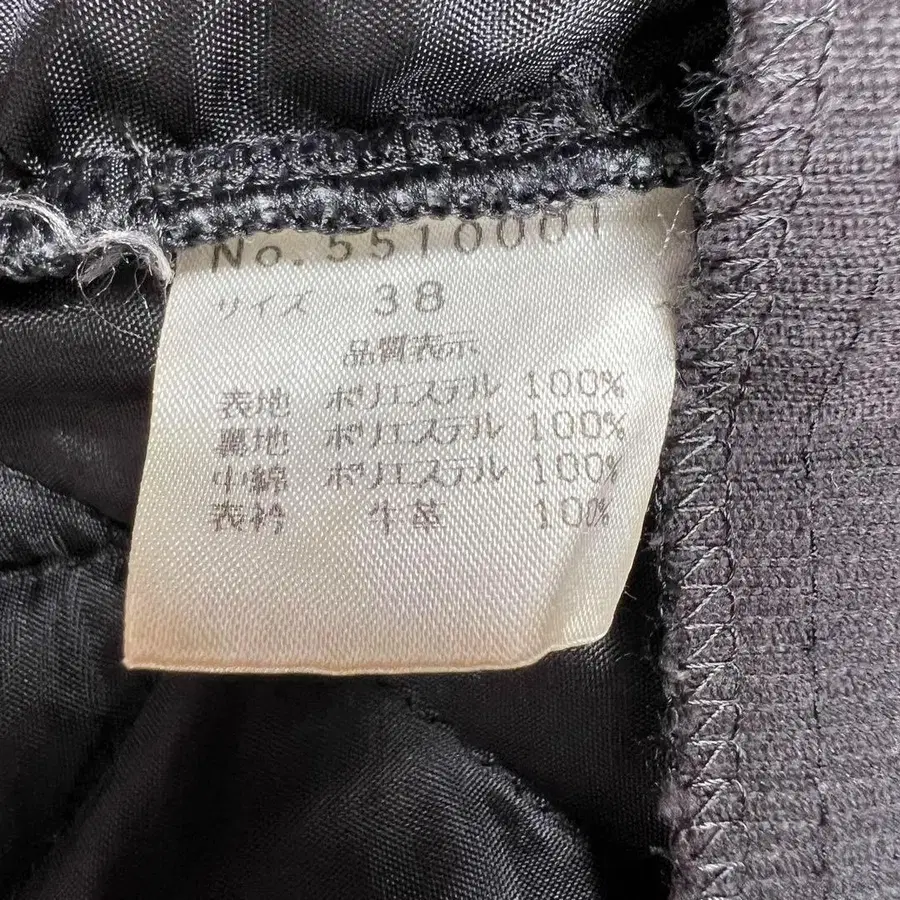 No.5510001
サイズ 38
品質表示
表地 ポリエステル 100%
裏地 ポリエステル 100%
中綿 ポリエステル 100%
表衿 牛革 100%